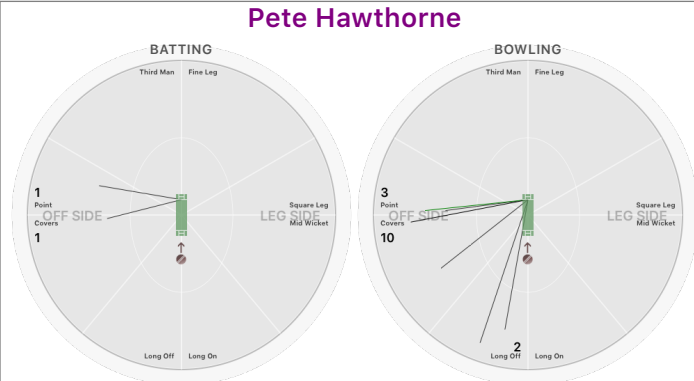 Pete Hawthorne
BATTING
Third Man Fine Leg
1
Point
OFF SIDE
Covers
1
Square Leg
LEG SIDE
Mid Wicket
Long Off Long On
BOWLING
Third Man Fine Leg
3
Point
OFF SIDE
Covers
10
Square Leg
LEG SIDE
Mid Wicket
2
Long Off Long On